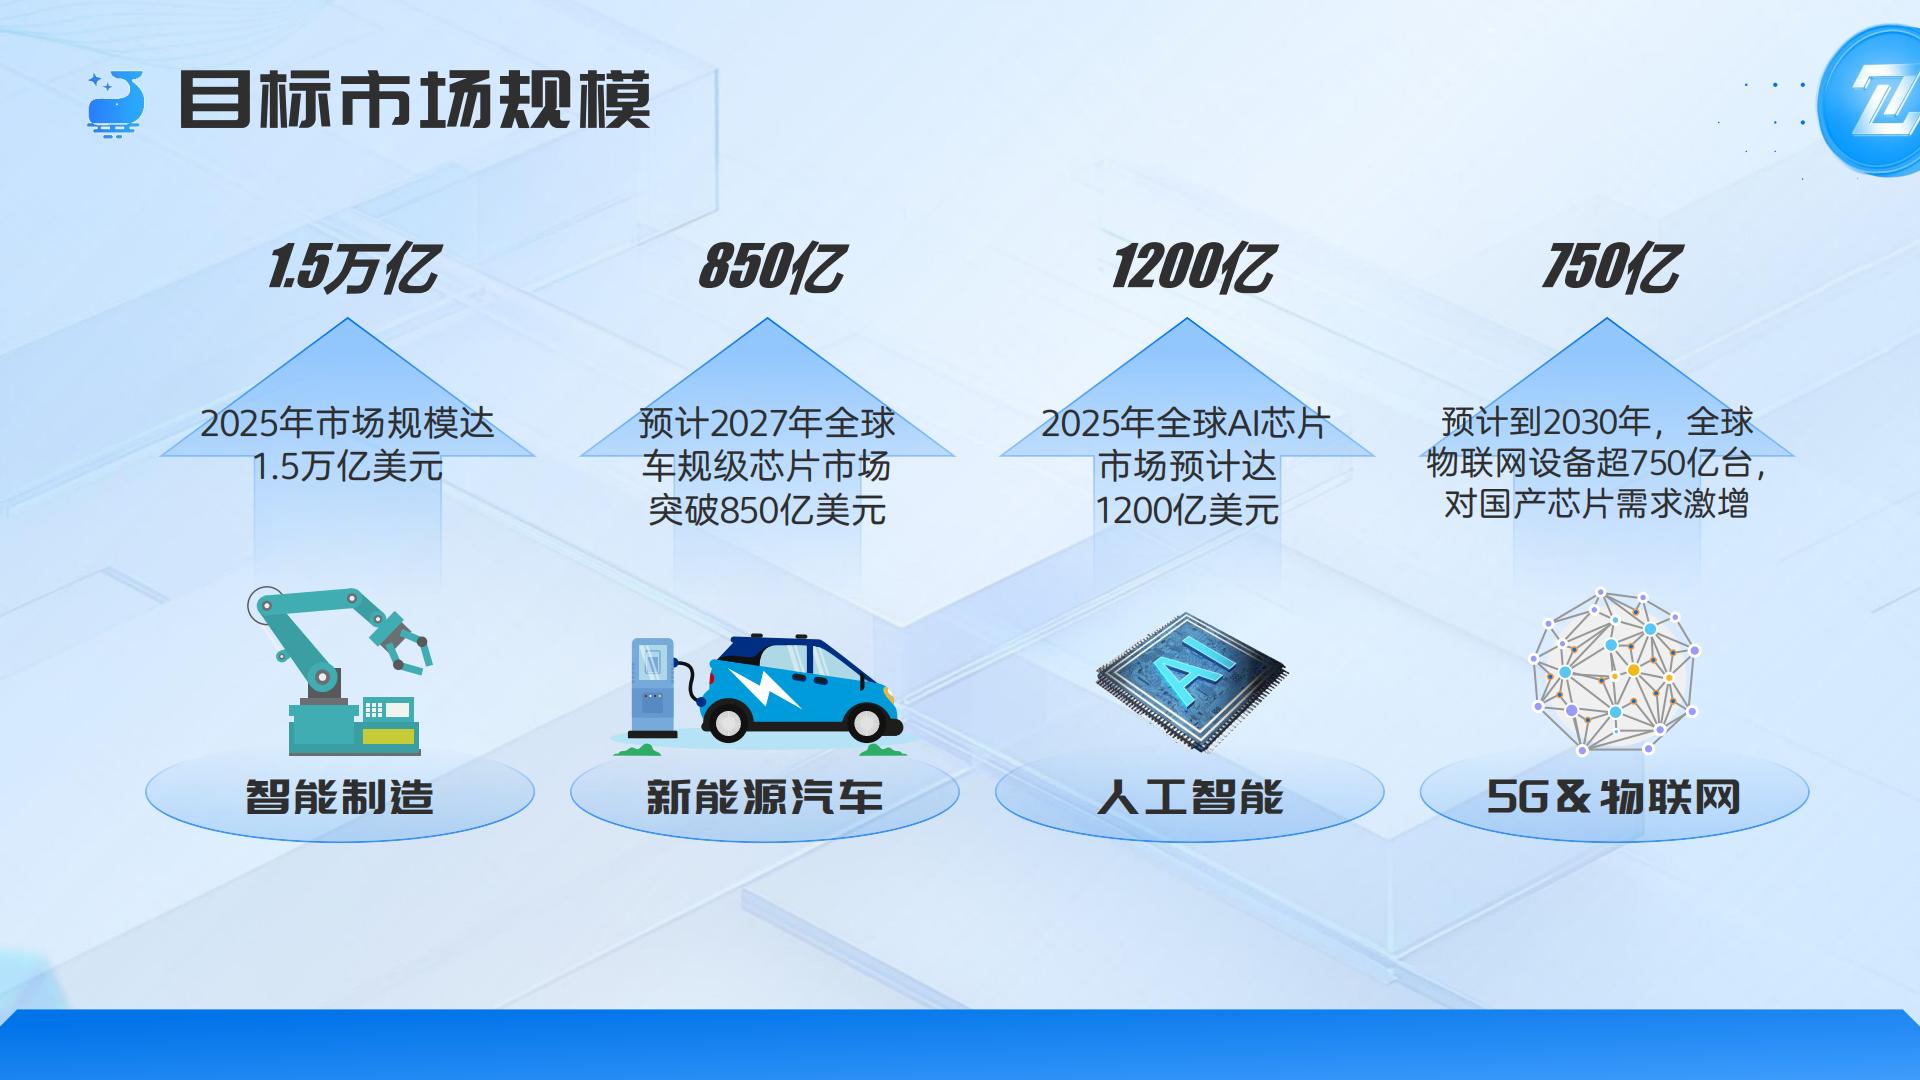 目标市场规模
1.5万亿
850亿
1200亿
750亿
2025年市场规模达
1.5万亿美元
预计2027年全球
车规级芯片市场
突破850亿美元
2025年全球AI芯片
市场预计达
1200亿美元
预计到2030年，全球
物联网设备超750亿台，
对国产芯片需求激增
AI
智能制造
新能源汽车
人工智能
5G＆物联网